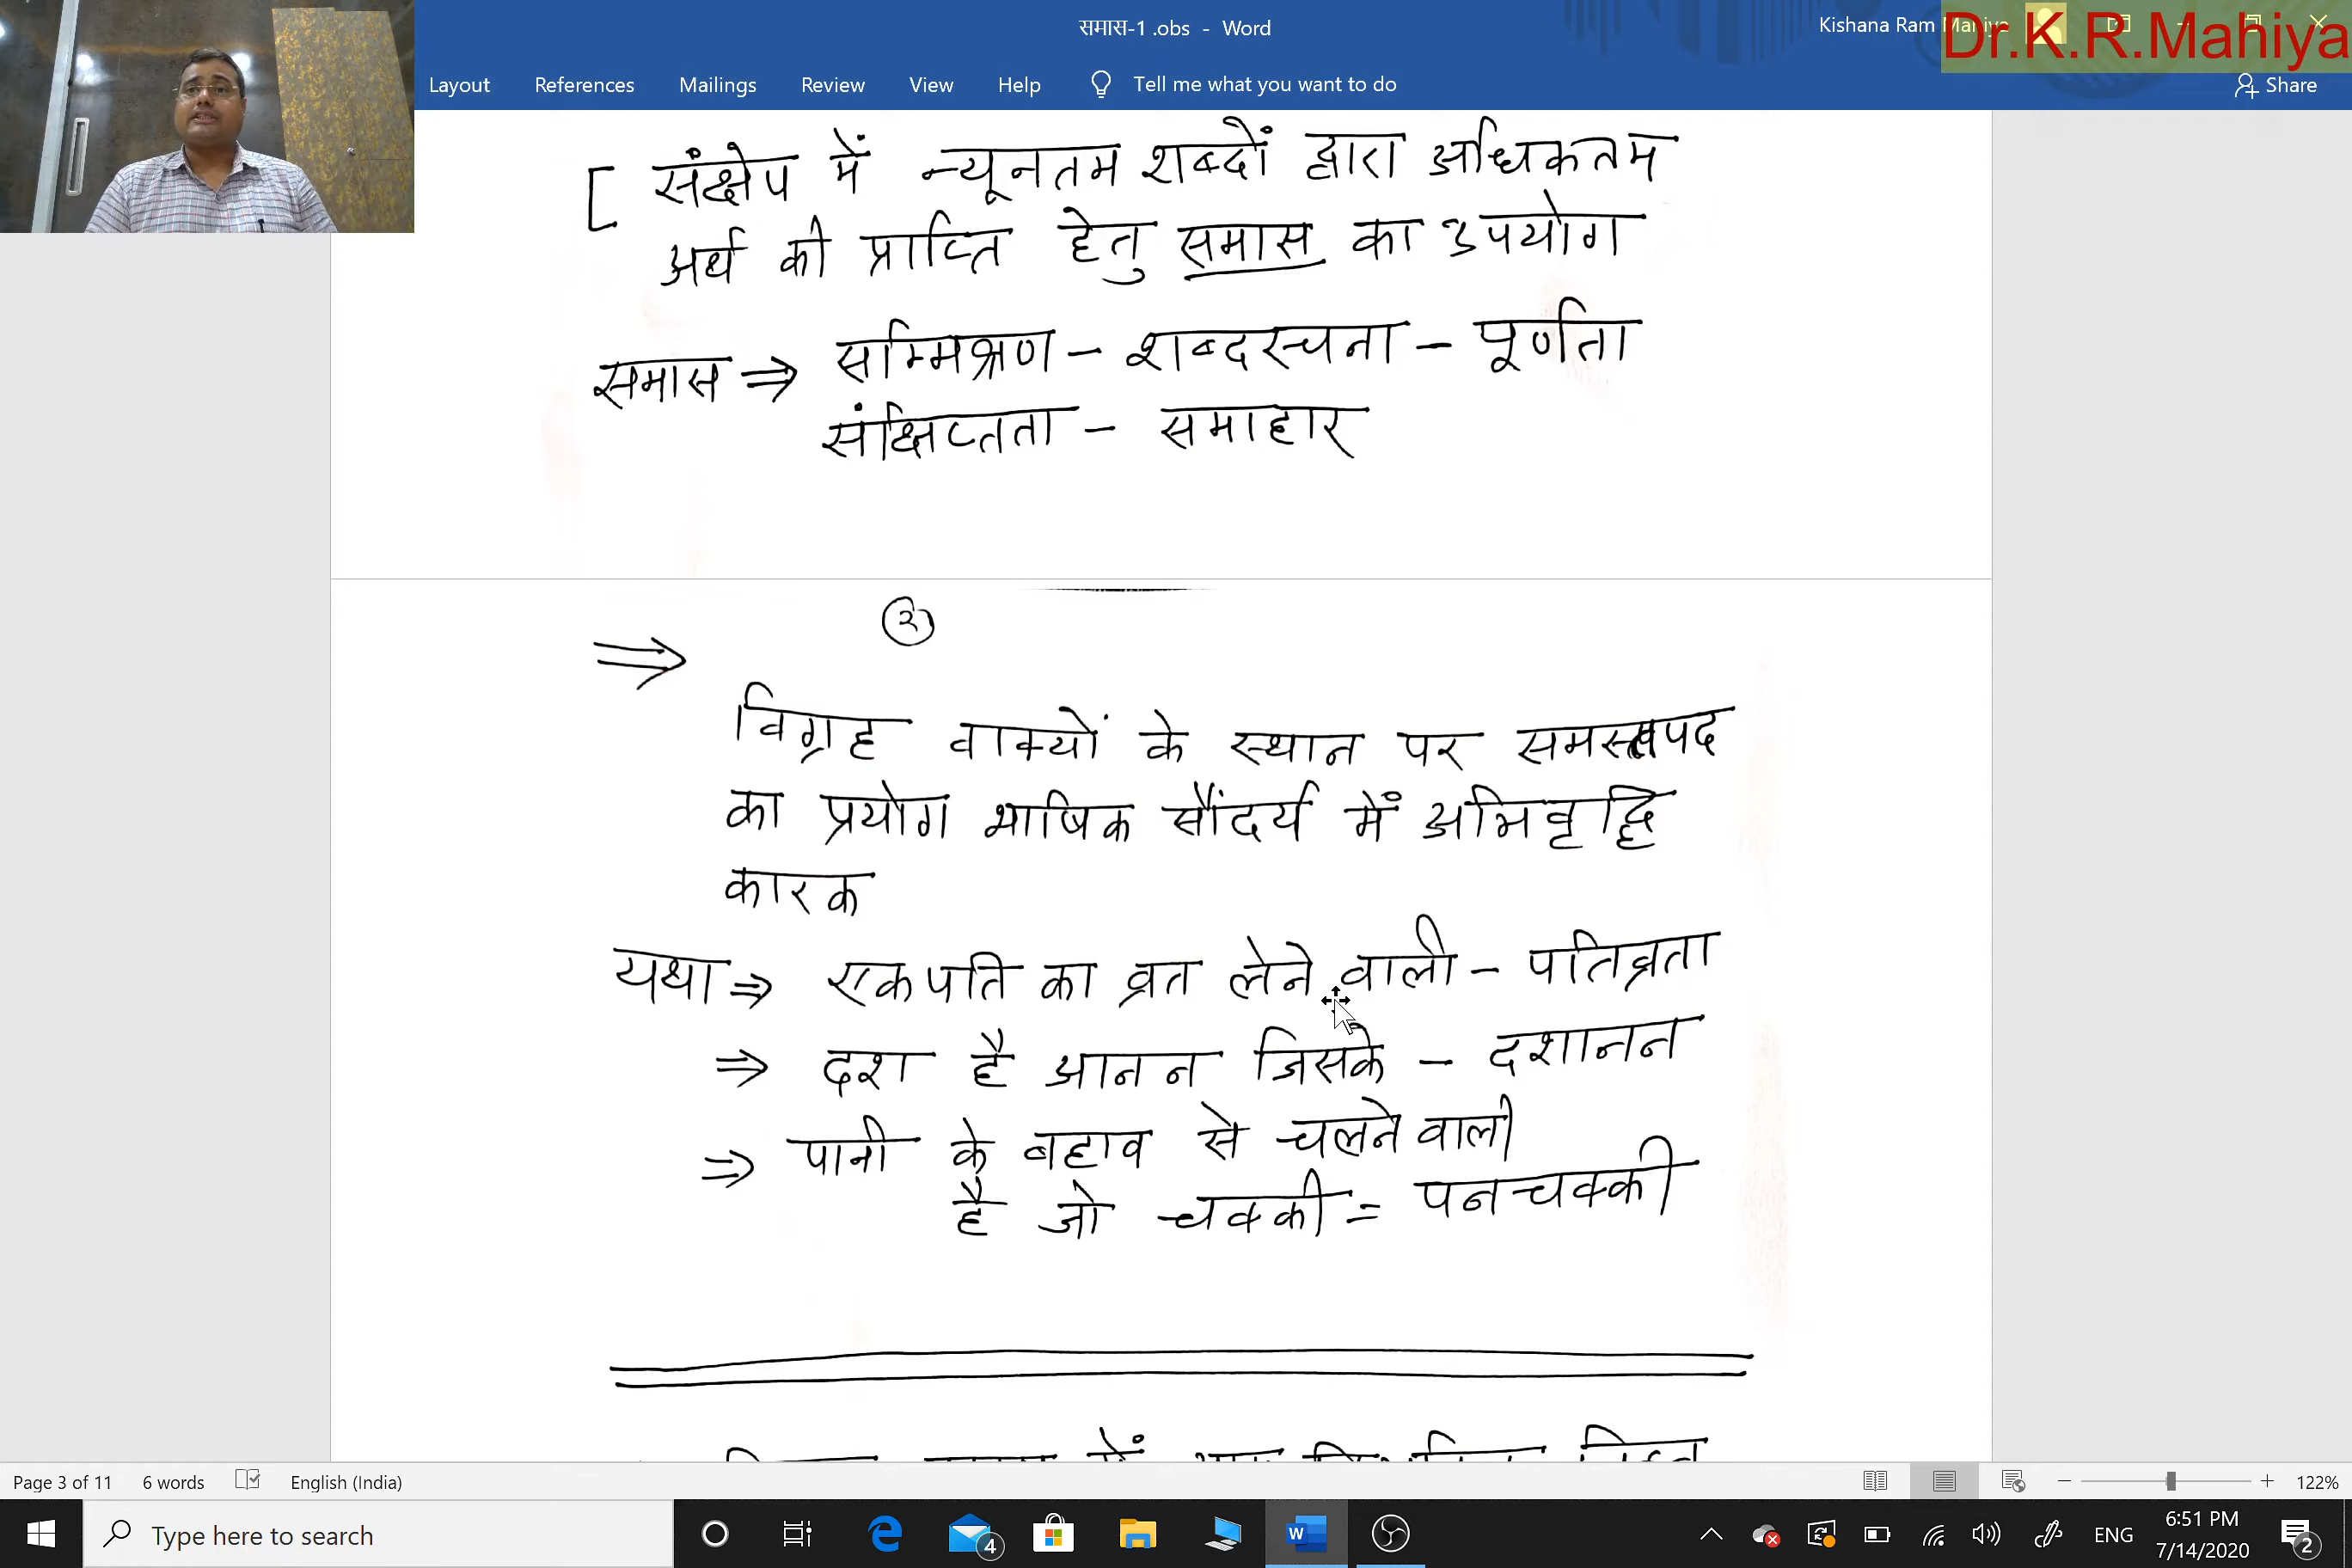 समास-1 .obs - Word
Kishana Ram Mahiya
Dr.K.R.Mahiya
Layout References Mailings Review View Help Tell me what you want to do
Share
[ संक्षेप में न्यूनतम शब्दों द्वारा अधिकतम
अर्थ की प्राप्ति हेतु समास का उपयोग
समास ⇒ सम्मिश्रण – शब्दरचना – पूर्णता
संक्षिप्तता – समाहार
⇒
विग्रह वाक्यों के स्थान पर समस्तपद
का प्रयोग भाषिक सौंदर्य में अभिवृद्धि
कारक
यथा ⇒ एकपति का व्रत लेने वाली – पतिव्रता
⇒ दश है आनन जिसके – दशानन
⇒ पानी के बहाव से चलने वाली
है जो चक्की = पनचक्की
Page 3 of 11 6 words English (India) 122%
Type here to search
4
ENG
6:51 PM
7/14/2020
2